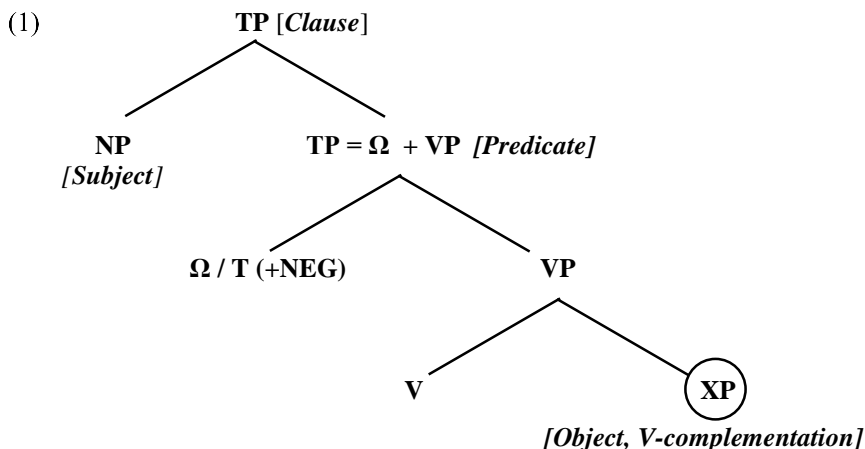 (1) TP [Clause]
NP TP = Ω + VP [Predicate]
[Subject]
Ω / T (+NEG) VP
V XP
[Object, V-complementation]